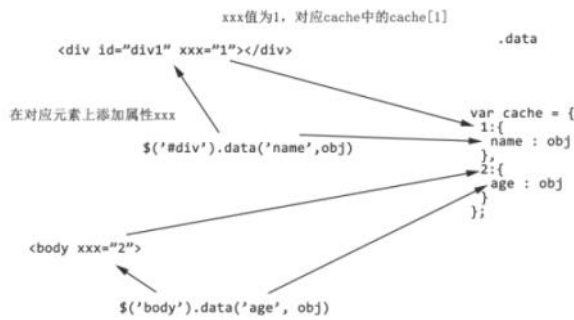 xxx值为1，对应cache中的cache[1]
.data
<div id="div1" xxx="1"></div>
在对应元素上添加属性xxx
$('#div').data('name',obj)
var cache = {
1:{
name : obj
},
2:{
age : obj
}
};
<body xxx="2">
$('body').data('age', obj)